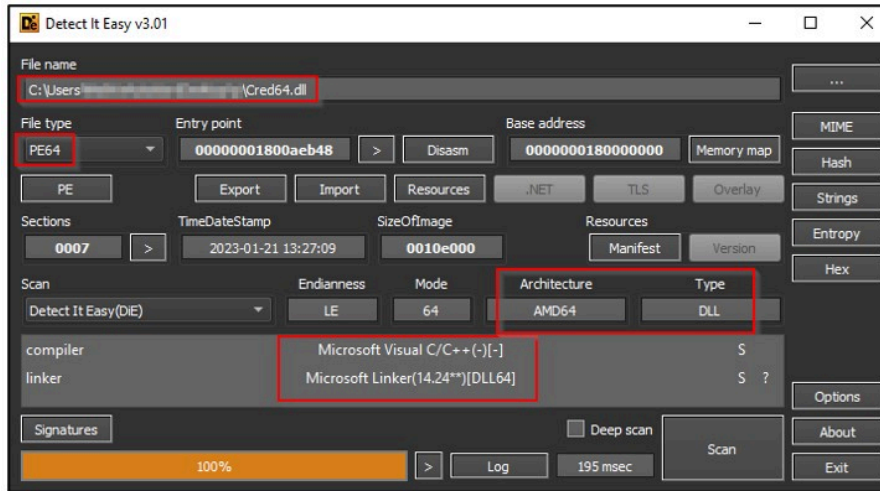 Detect It Easy v3.01
File name
C:\Users \Cred64.dll
...
File type Entry point Base address
PE64 00000001800aeb48 > Disasm 0000000180000000 Memory map MIME
Hash
PE Export Import Resources .NET TLS Overlay Strings
Sections TimeDateStamp SizeOfImage Resources
0007 > 2023-01-21 13:27:09 0010e000 Manifest Version Entropy
Hex
Scan Endianness Mode Architecture Type
Detect It Easy(DiE) LE 64 AMD64 DLL
compiler Microsoft Visual C/C++(-)[-] S
linker Microsoft Linker(14.24**)[DLL64] S ?
Options
Signatures Deep scan Scan About
100% > Log 195 msec Exit